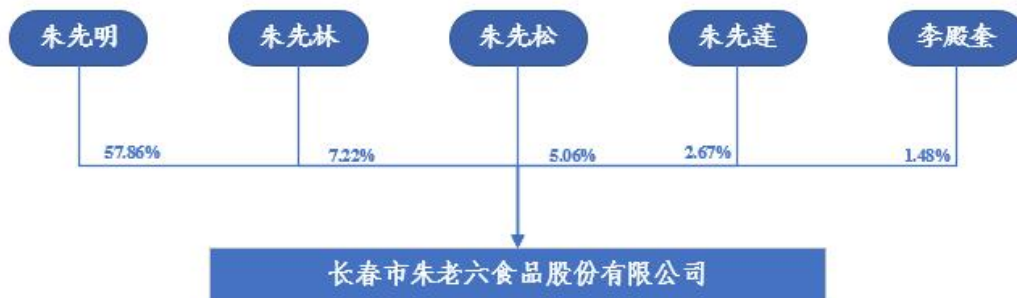 朱先明 朱先林 朱先松 朱先莲 李殿奎
57.86% 7.22% 5.06% 2.67% 1.48%
长春市朱老六食品股份有限公司